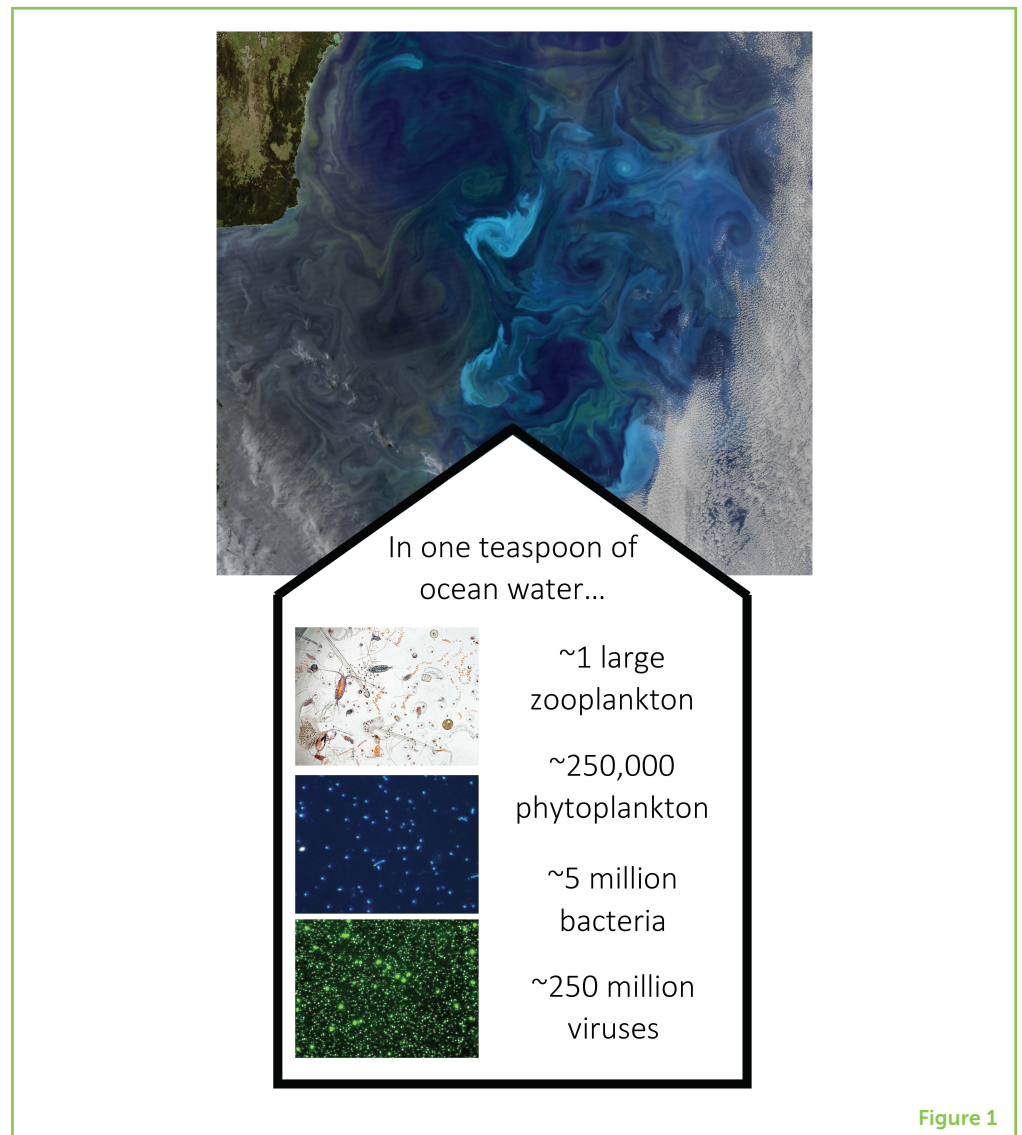 In one teaspoon of
ocean water...
~1 large
zooplankton
~250,000
phytoplankton
~5 million
bacteria
~250 million
viruses
Figure 1